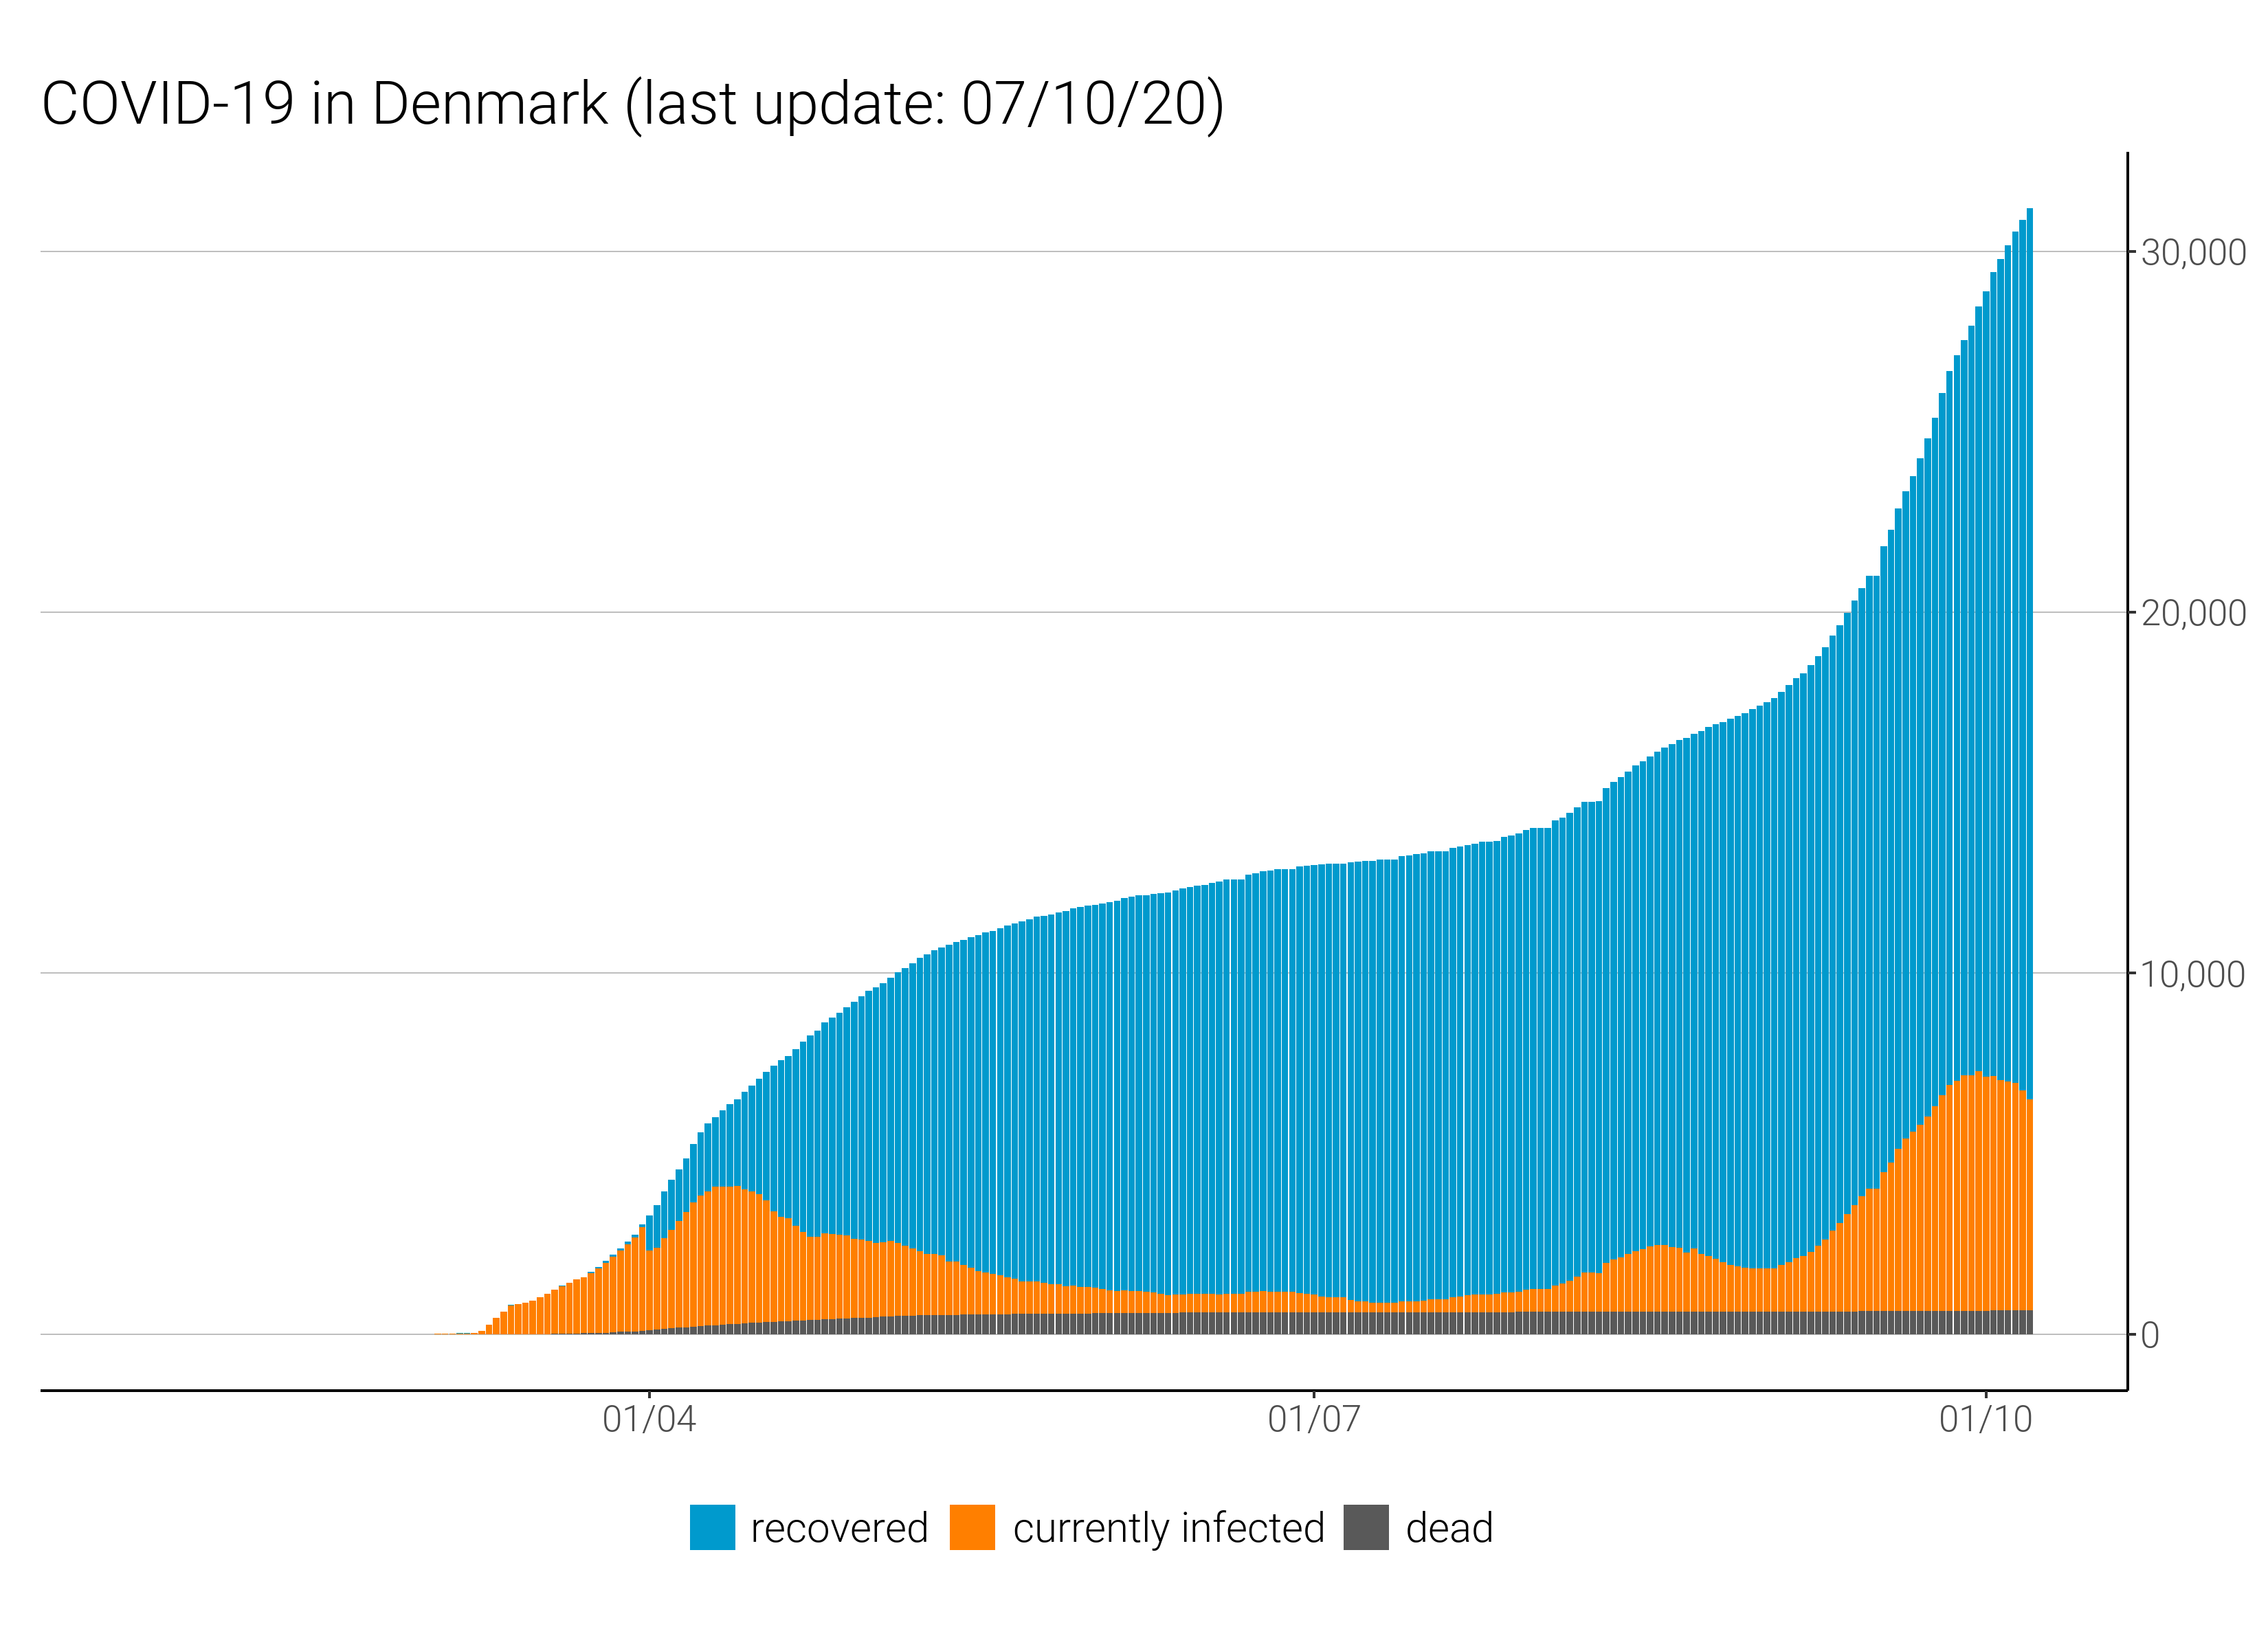 COVID-19 in Denmark (last update: 07/10/20)
30,000
20,000
10,000
0
01/04 01/07 01/10
recovered currently infected dead